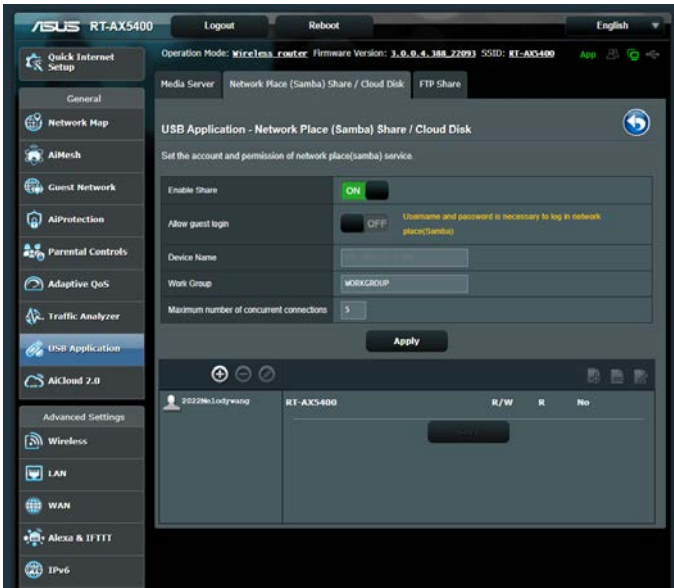 ASUS RT-AX5400 Logout Reboot English
Quick Internet Setup
Operation Mode: Wireless router Firmware Version: 3.0.0.4.388_22093 SSID: RT-AX5400 App
Media Server Network Place (Samba) Share / Cloud Disk FTP Share
General
Network Map
AiMesh
Guest Network
AiProtection
Parental Controls
Adaptive QoS
Traffic Analyzer
USB Application
AiCloud 2.0
Advanced Settings
Wireless
LAN
WAN
Alexa & IFTTT
IPv6
USB Application - Network Place (Samba) Share / Cloud Disk
Set the account and permission of network place(samba) service.
Enable Share ON
Allow guest login OFF Username and password is necessary to log in network
place(Samba)
Device Name
Work Group WORKGROUP
Maximum number of concurrent connections 5
Apply
2022Melodywang RT-AX5400 R/W R No